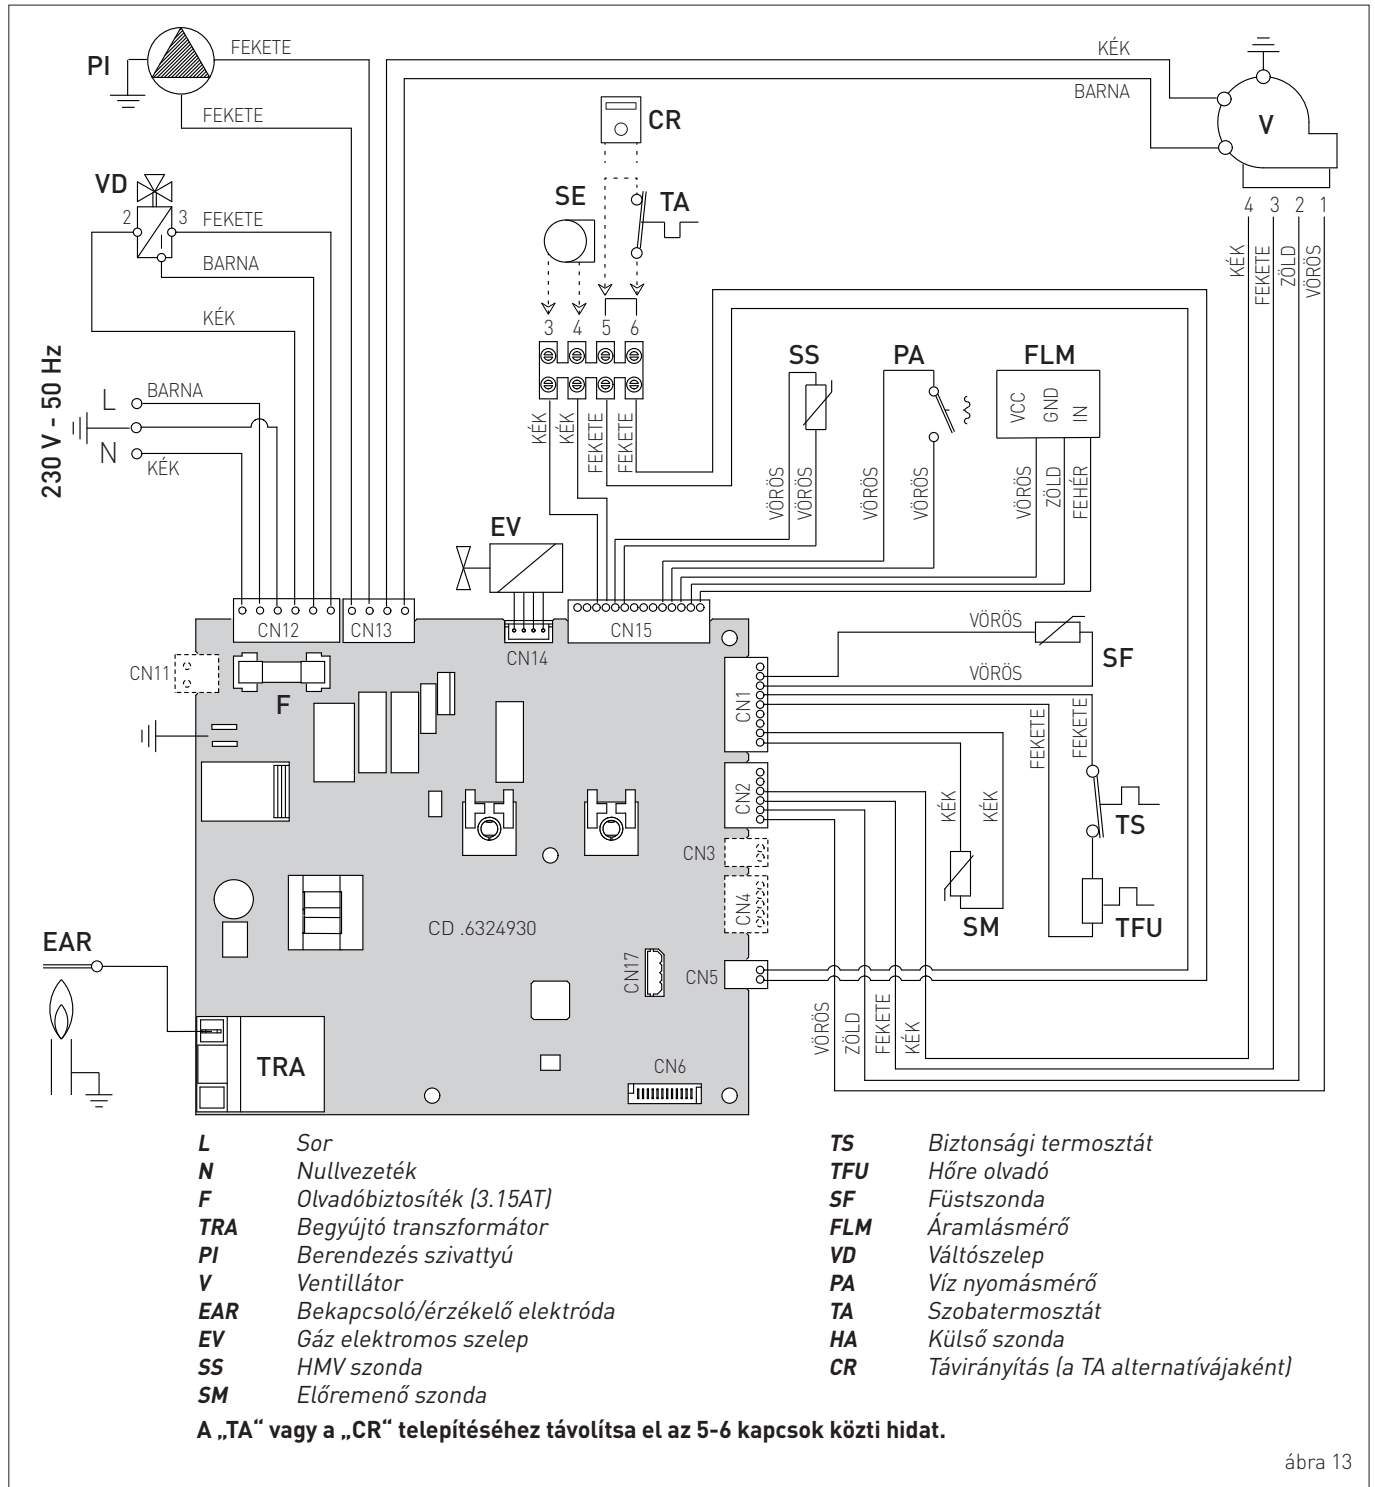 PI
FEKETE
FEKETE
KÉK
BARNA
V
4 3 2 1
KÉK
FEKETE
ZÖLD
VÖRÖS
CR
SE
TA
VD
2
3
FEKETE
BARNA
KÉK
230 V - 50 Hz
L
BARNA
N
KÉK
3 4 5 6
KÉK
KÉK
FEKETE
FEKETE
SS
VÖRÖS
VÖRÖS
PA
VÖRÖS
VÖRÖS
FLM
VCC
GND
IN
VÖRÖS
ZÖLD
FEHÉR
EV
CN12
CN13
CN14
CN15
CN11
F
VÖRÖS
SF
VÖRÖS
CN1
FEKETE
FEKETE
CN2
KÉK
KÉK
TS
CN3
CN4
SM
TFU
CD .6324930
EAR
CN17
CN5
VÖRÖS
ZÖLD
FEKETE
KÉK
TRA
CN6
L Sor
N Nullvezeték
F Olvadóbiztosíték (3.15AT)
TRA Begyújtó transzformátor
PI Berendezés szivattyú
V Ventillátor
EAR Bekapcsoló/érzékelő elektróda
EV Gáz elektromos szelep
SS HMV szonda
SM Előremenő szonda
TS Biztonsági termosztát
TFU Hőre olvadó
SF Füstszonda
FLM Áramlásmérő
VD Váltószelep
PA Víz nyomásmérő
TA Szobatermosztát
HA Külső szonda
CR Távirányítás (a TA alternatívájaként)
A „TA“ vagy a „CR“ telepítéséhez távolítsa el az 5-6 kapcsok közti hidat.
ábra 13